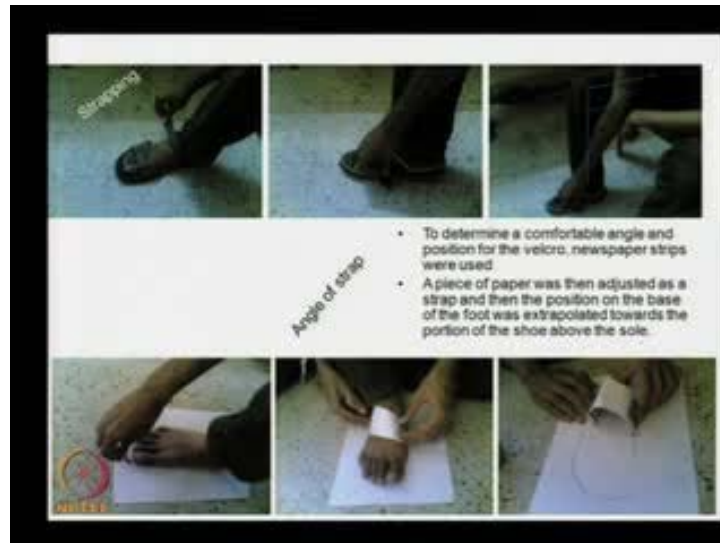 Strapping
• To determine a comfortable angle and
position for the velcro, newspaper strips
were used
• A piece of paper was then adjusted as a
strap and then the position on the base
of the foot was extrapolated towards the
portion of the shoe above the sole.
Angle of strap
NPTEL